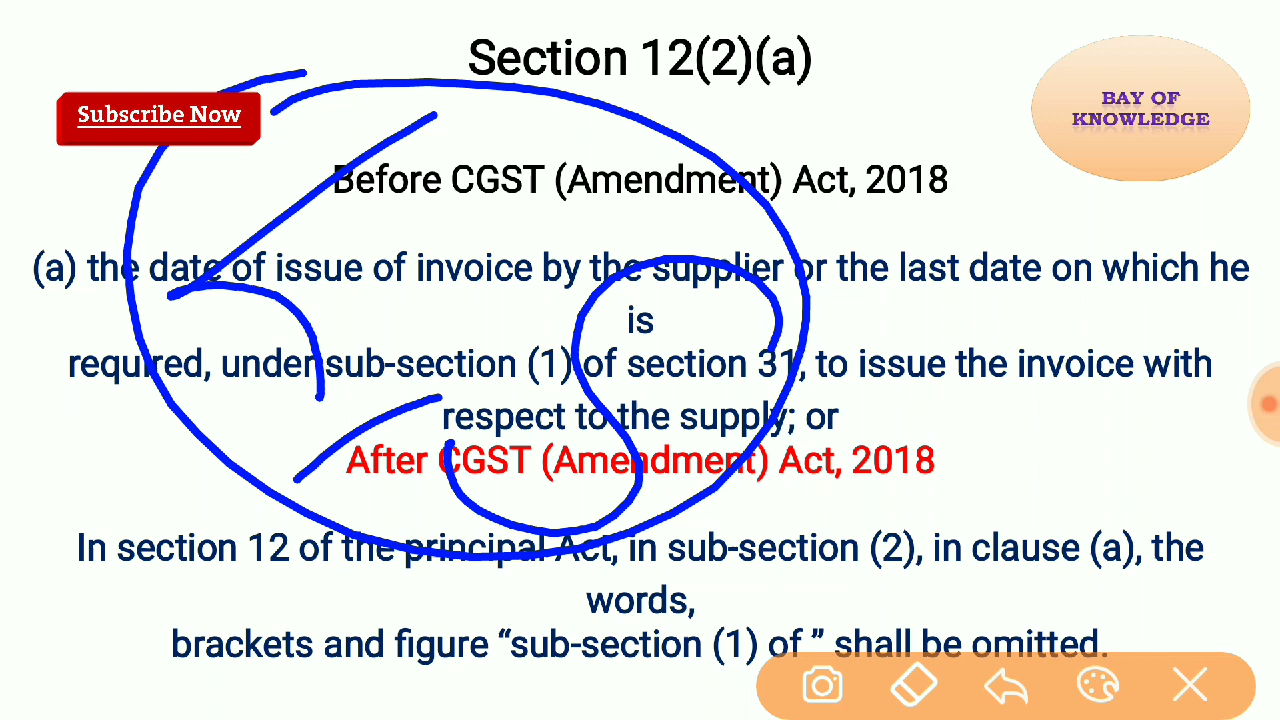 Section 12(2)(a)
Subscribe Now
BAY OF
KNOWLEDGE
Before CGST (Amendment) Act, 2018
(a) the date of issue of invoice by the supplier or the last date on which he
is
required, under sub-section (1) of section 31, to issue the invoice with
respect to the supply; or
After CGST (Amendment) Act, 2018
In section 12 of the principal Act, in sub-section (2), in clause (a), the
words,
brackets and figure “sub-section (1) of ” shall be omitted.